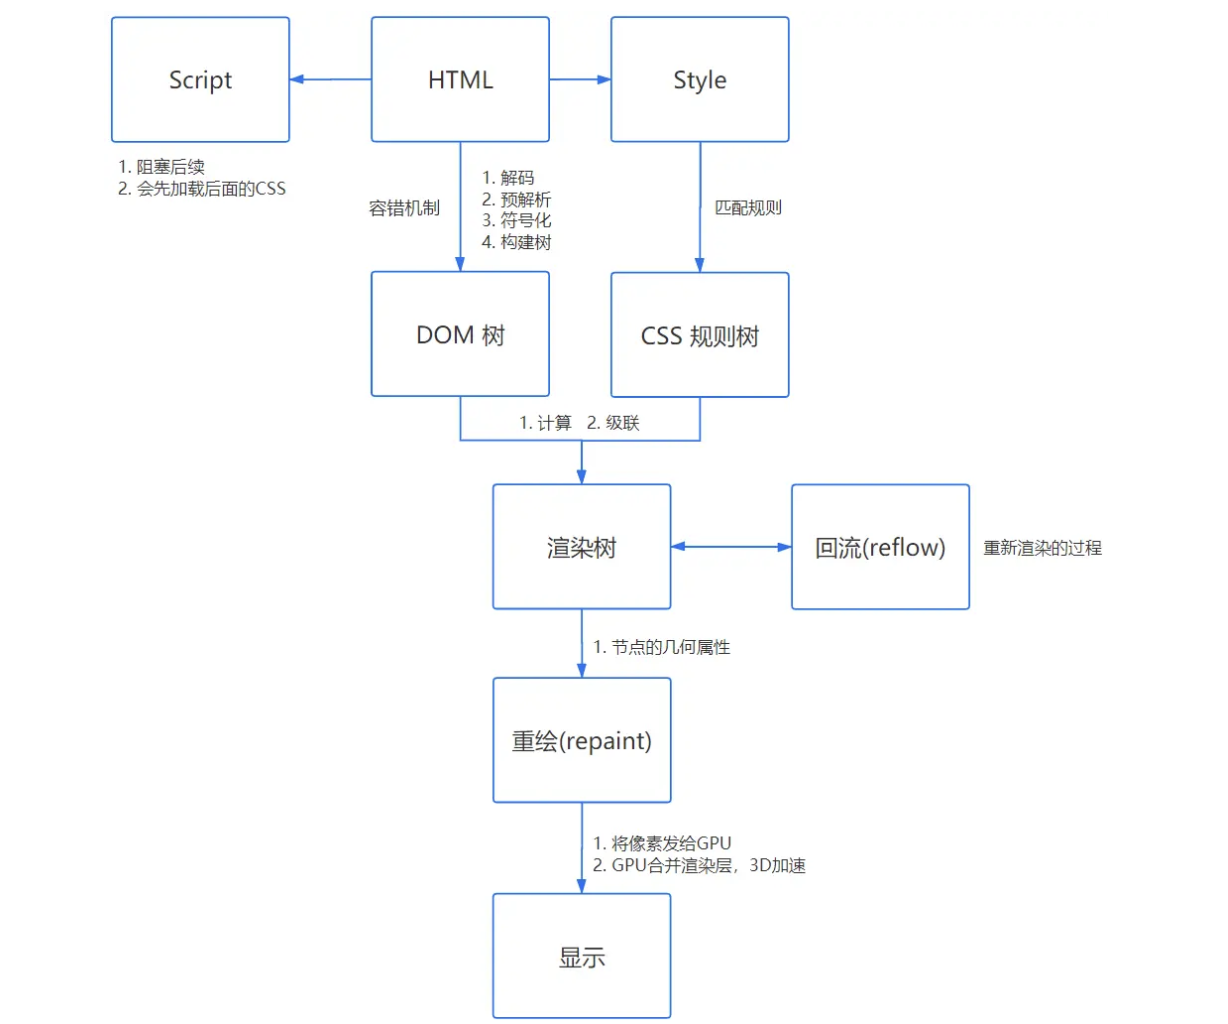 Script
HTML
Style
1. 阻塞后续
2. 会先加载后面的CSS
容错机制
1. 解码
2. 预解析
3. 符号化
4. 构建树
匹配规则
DOM 树
CSS 规则树
1. 计算 2. 级联
渲染树
回流(reflow)
重新渲染的过程
1. 节点的几何属性
重绘(repaint)
1. 将像素发给GPU
2. GPU合并渲染层，3D加速
显示